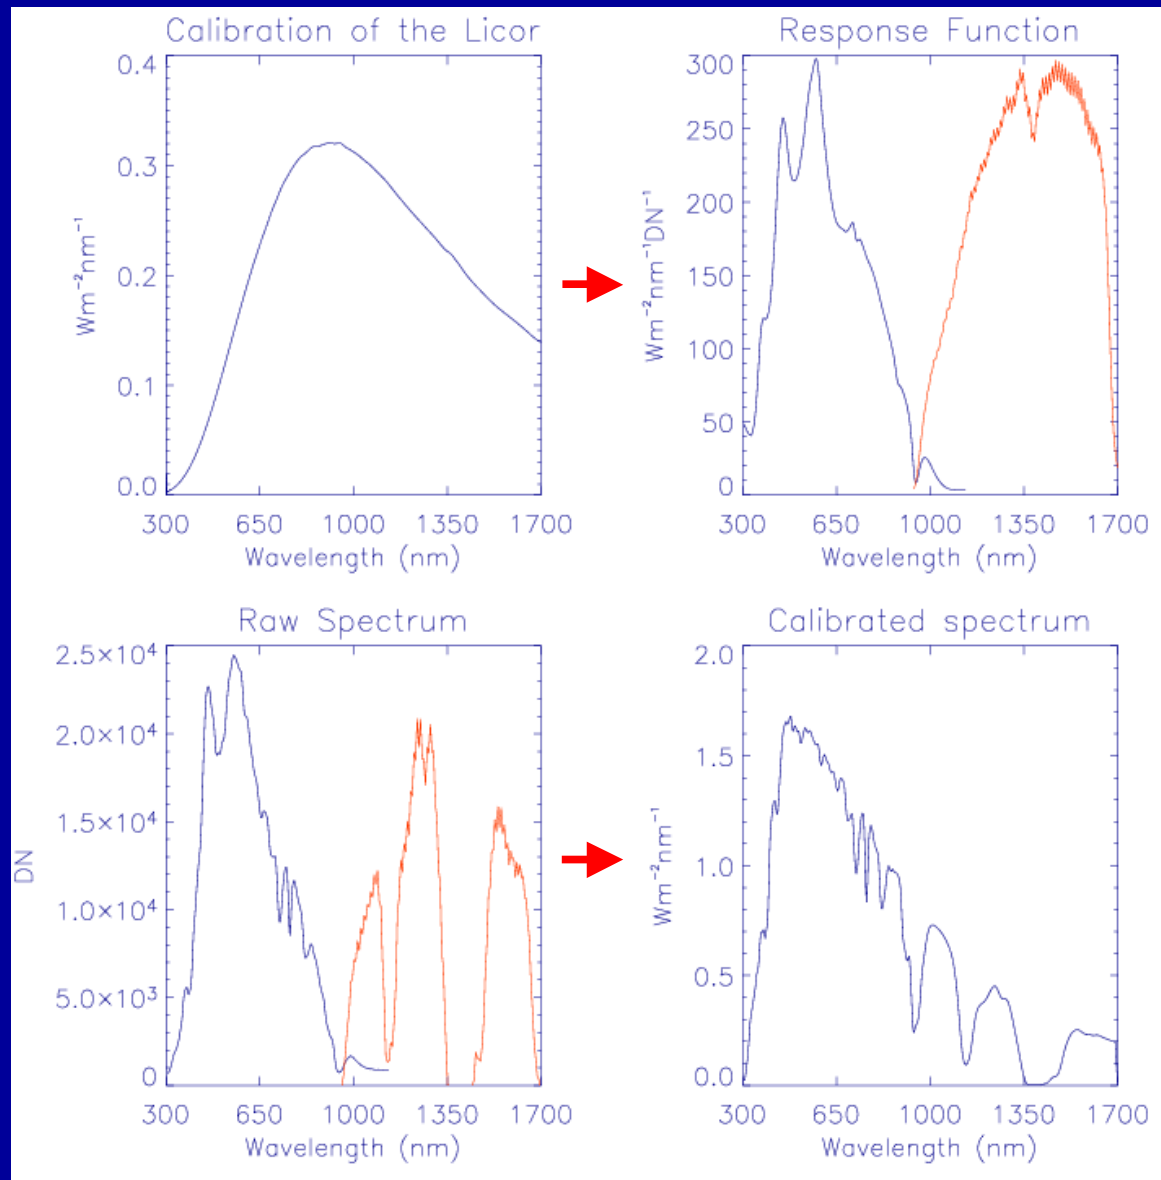 Calibration of the Licor
0.4
0.3
0.2
0.1
0.0
Wm⁻²nm⁻¹
300 650 1000 1350 1700
Wavelength (nm)
Response Function
300
250
200
150
100
50
0
Wm⁻²nm⁻¹DN⁻¹
300 650 1000 1350 1700
Wavelength (nm)
Raw Spectrum
2.5×10⁴
2.0×10⁴
1.5×10⁴
1.0×10⁴
5.0×10³
0
DN
300 650 1000 1350 1700
Wavelength (nm)
Calibrated spectrum
2.0
1.5
1.0
0.5
0.0
Wm⁻²nm⁻¹
300 650 1000 1350 1700
Wavelength (nm)